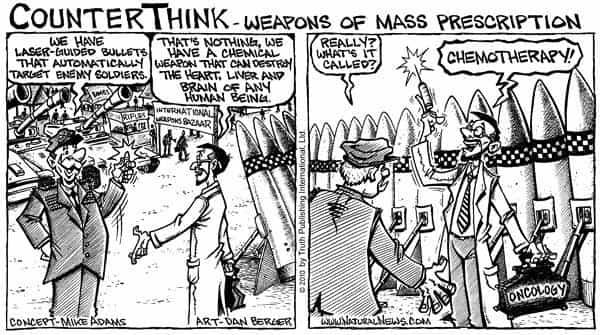 COUNTERTHINK - WEAPONS OF MASS PRESCRIPTION
WE HAVE
LASER-GUIDED BULLETS
THAT AUTOMATICALLY
TARGET ENEMY SOLDIERS.
THAT'S NOTHING, WE
HAVE A CHEMICAL
WEAPON THAT CAN DESTROY
THE HEART, LIVER AND
BRAIN OF ANY
HUMAN BEING.
RIFLES
INTERNATIONAL
WEAPONS BAZAAR
CONCEPT-MIKE ADAMS
ART-DAN BERGER
© 2010 by Truth Publishing International, Ltd.
REALLY?
WHAT'S IT
CALLED?
CHEMOTHERAPY!
ONCOLOGY
WWW.NATURALNEWS.COM